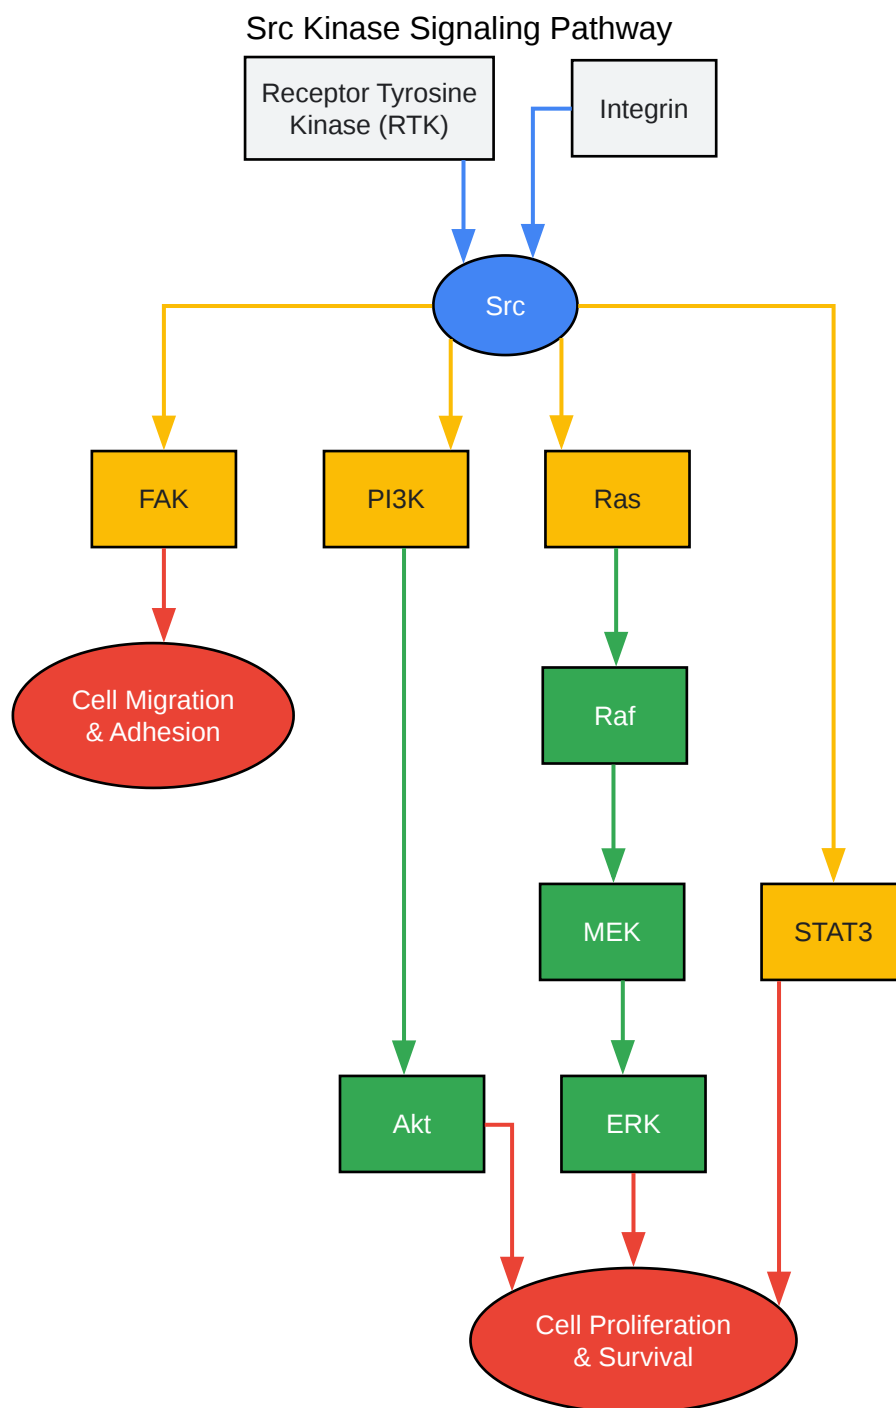 Src Kinase Signaling Pathway
Receptor Tyrosine
Kinase (RTK)
Integrin
Src
FAK
PI3K
Ras
Cell Migration
& Adhesion
Raf
MEK
STAT3
Akt
ERK
Cell Proliferation
& Survival